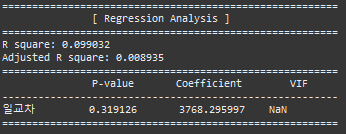 ==================================================
[ Regression Analysis ]
==================================================
R square: 0.099032
Adjusted R square: 0.008935
==================================================
P-value Coefficient VIF
--------------------------------------------------
일교차 0.319126 3768.295997 NaN
==================================================